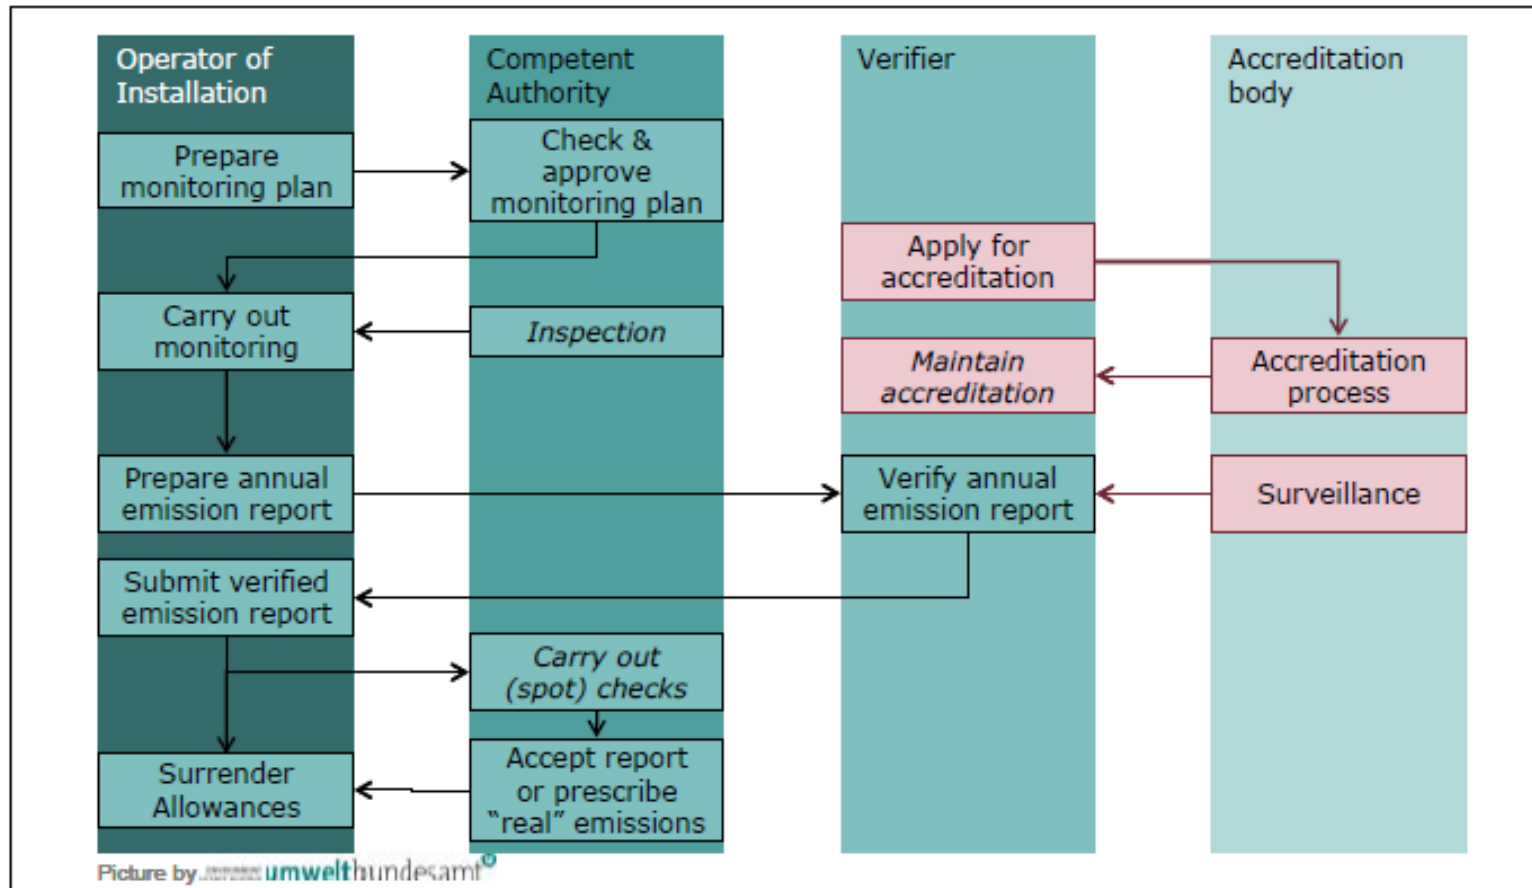 Operator of
Installation
Competent
Authority
Verifier
Accreditation
body
Prepare
monitoring plan
Check &
approve
monitoring plan
Apply for
accreditation
Carry out
monitoring
Inspection
Maintain
accreditation
Accreditation
process
Prepare annual
emission report
Verify annual
emission report
Surveillance
Submit verified
emission report
Carry out
(spot) checks
Surrender
Allowances
Accept report
or prescribe
“real” emissions
Picture by umweltbundesamt